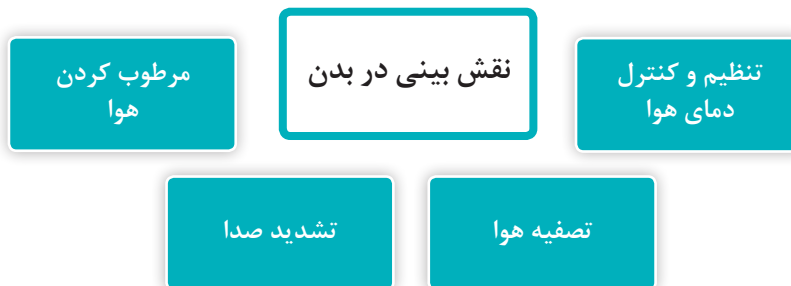 نقش بینی در بدن
تنظیم و کنترل
دمای هوا
مرطوب کردن
هوا
تصفیه هوا
تشدید صدا